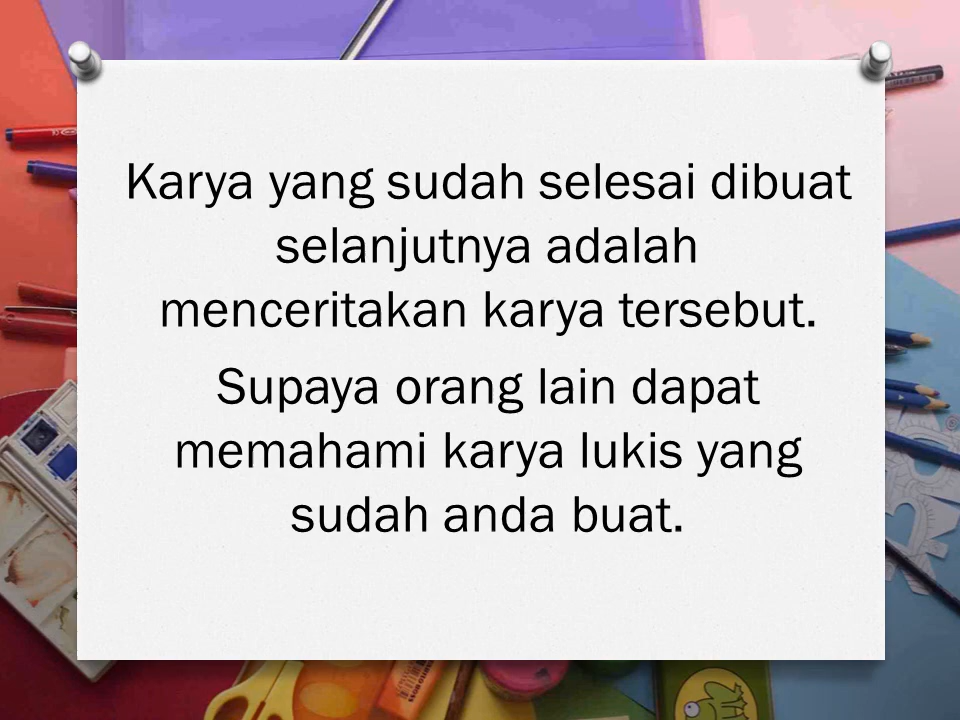 Karya yang sudah selesai dibuat
selanjutnya adalah
menceritakan karya tersebut.
Supaya orang lain dapat
memahami karya lukis yang
sudah anda buat.